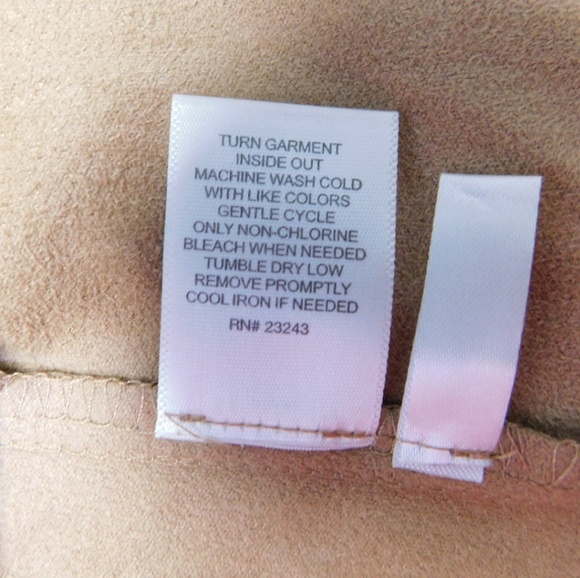 TURN GARMENT
INSIDE OUT
MACHINE WASH COLD
WITH LIKE COLORS
GENTLE CYCLE
ONLY NON-CHLORINE
BLEACH WHEN NEEDED
TUMBLE DRY LOW
REMOVE PROMPTLY
COOL IRON IF NEEDED
RN# 23243